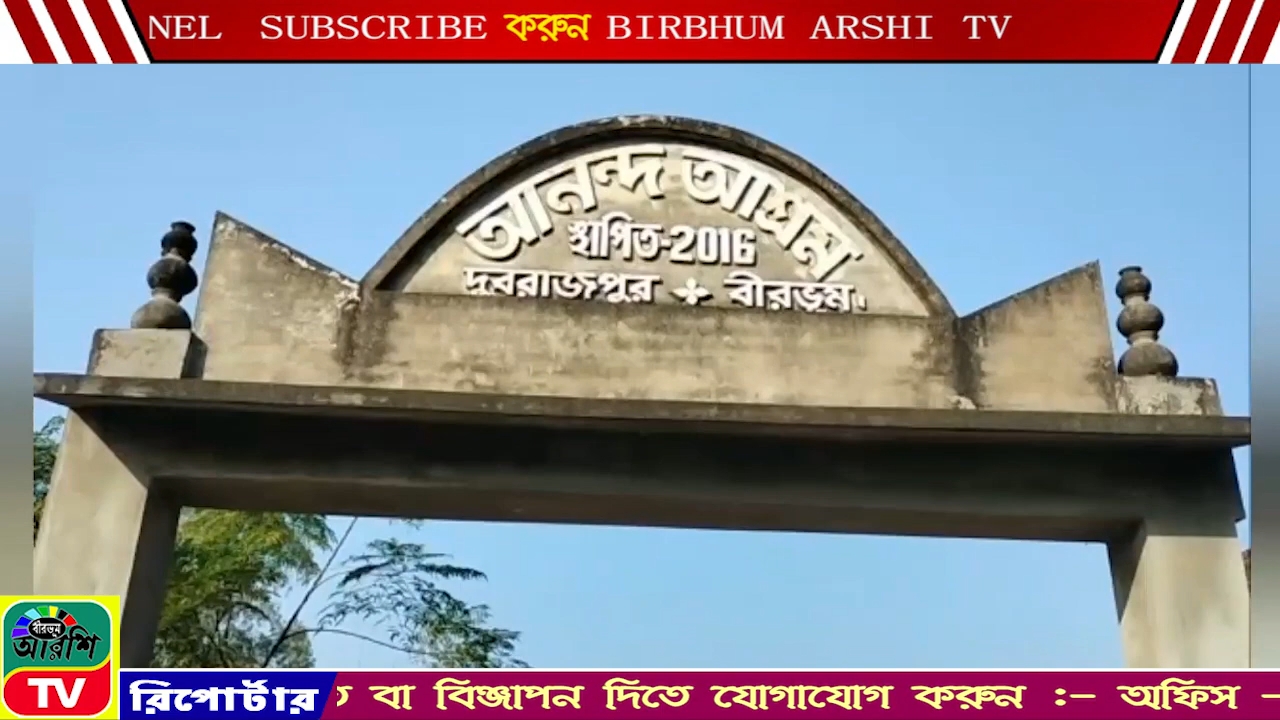 NEL SUBSCRIBE করুন BIRBHUM ARSHI TV
আনন্দ আশ্রম
স্থাপিত-2016
দুবরাজপুর বীরভূম।
বীরভূম
আরশি
TV
রিপোর্টার
বা বিজ্ঞাপন দিতে যোগাযোগ করুন :- অফিস -